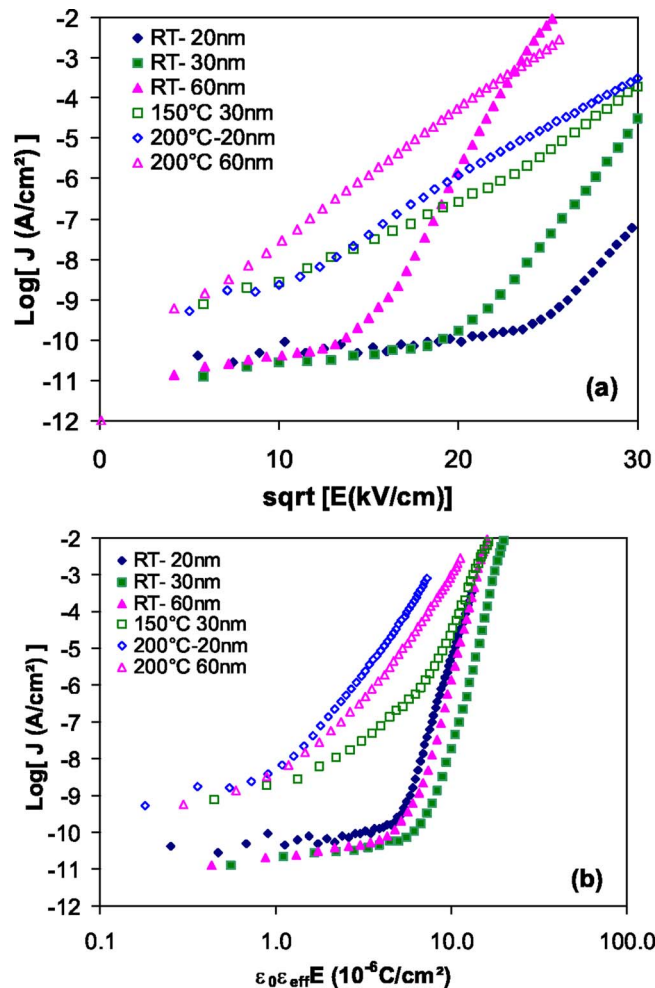 -2
-3
-4
-5
-6
-7
-8
-9
-10
-11
-12
Log[ J (A/cm²) ]
RT- 20nm
RT- 30nm
RT- 60nm
150°C 30nm
200°C-20nm
200°C 60nm
(a)
0 10 20 30
sqrt [E(kV/cm)]
-2
-3
-4
-5
-6
-7
-8
-9
-10
-11
-12
Log[ J (A/cm²) ]
RT- 20nm
RT- 30nm
RT- 60nm
150°C 30nm
200°C-20nm
200°C 60nm
(b)
0.1 1.0 10.0 100.0
ε₀ε_effE (10⁻⁶C/cm²)